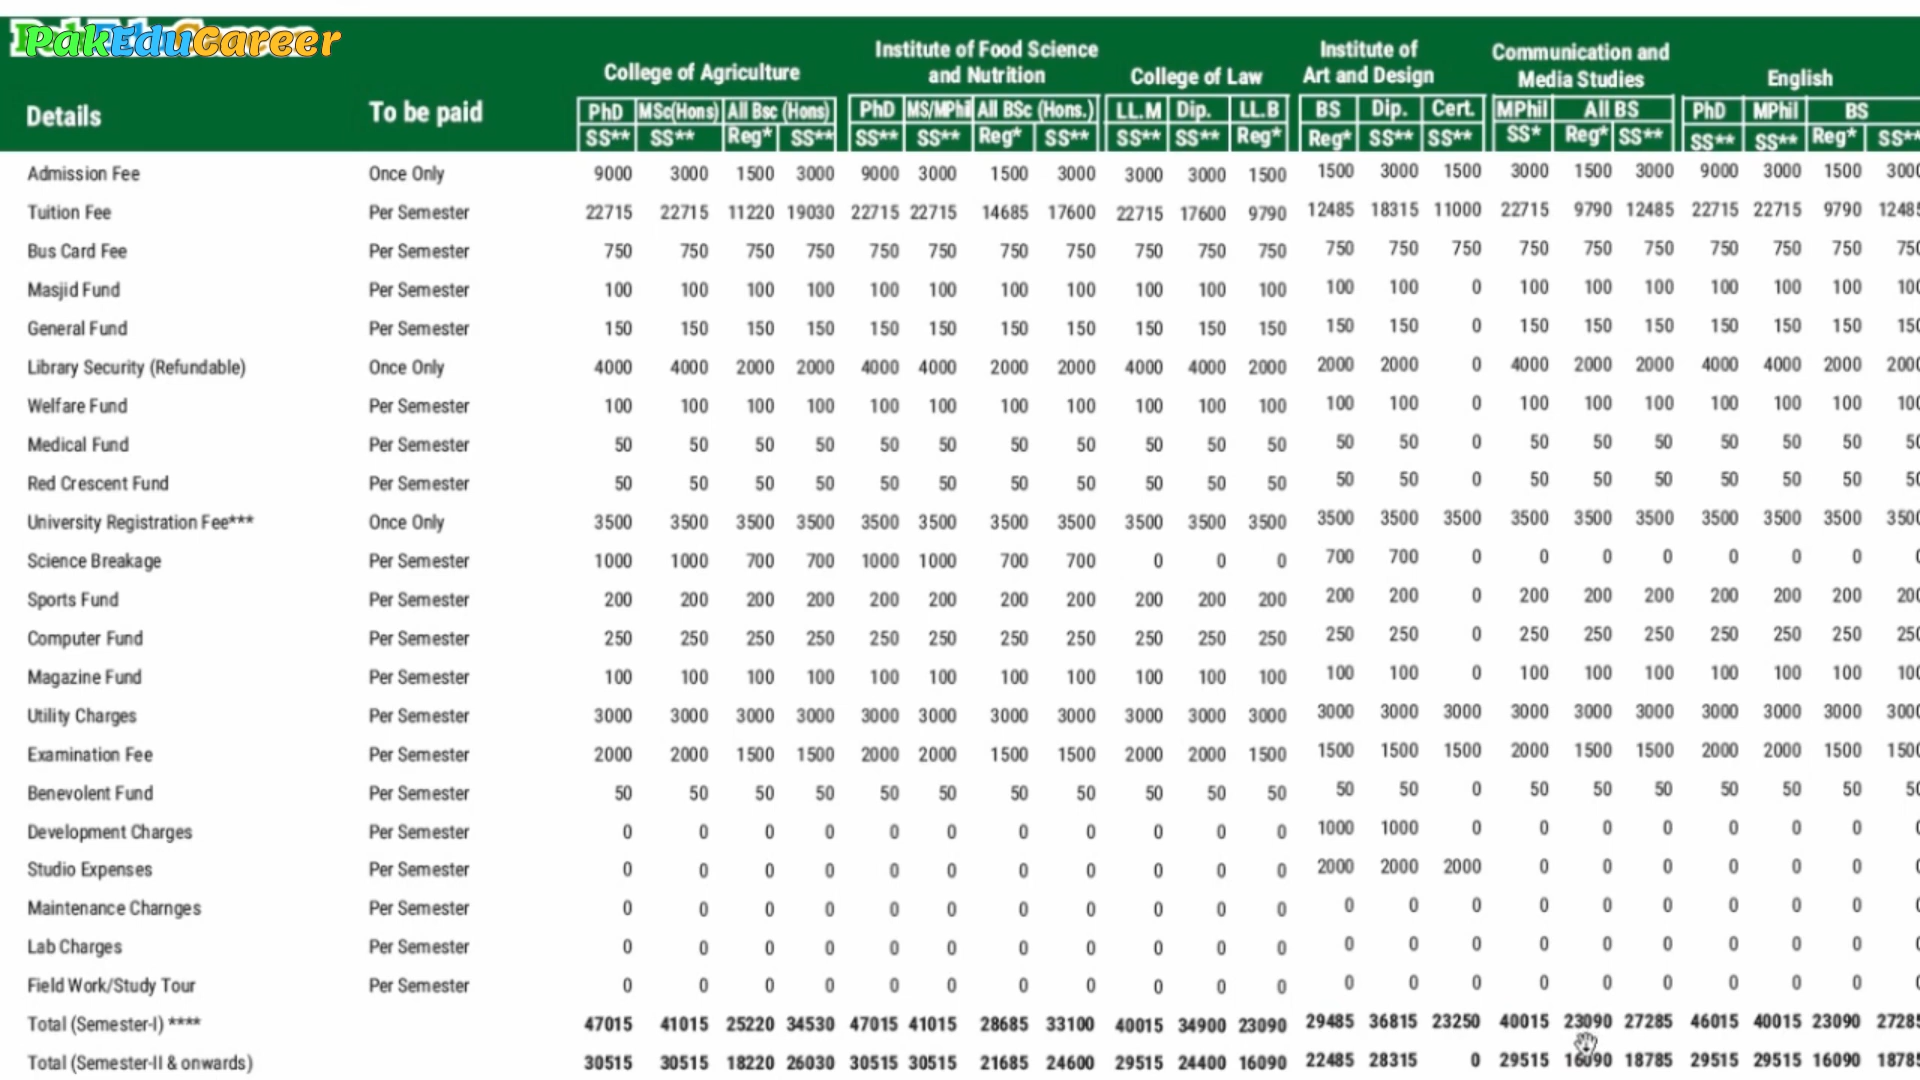 PakEduCareer
Institute of Food Science Institute of Communication and
College of Agriculture and Nutrition College of Law Art and Design Media Studies English
Details To be paid PhD MSc(Hons) All Bsc (Hons) PhD MS/MPhil All BSc (Hons.) LL.M Dip. LL.B BS Dip. Cert. MPhil All BS PhD MPhil BS
SS** SS** Reg* SS** SS** SS** Reg* SS** SS** SS** Reg* Reg* SS** SS** SS* Reg* SS** SS** SS** Reg* SS**
Admission Fee Once Only 9000 3000 1500 3000 9000 3000 1500 3000 3000 3000 1500 1500 3000 1500 3000 1500 3000 9000 3000 1500 3000
Tuition Fee Per Semester 22715 22715 11220 19030 22715 22715 14685 17600 22715 17600 9790 12485 18315 11000 22715 9790 12485 22715 22715 9790 12485
Bus Card Fee Per Semester 750 750 750 750 750 750 750 750 750 750 750 750 750 750 750 750 750 750 750 750 750
Masjid Fund Per Semester 100 100 100 100 100 100 100 100 100 100 100 100 100 0 100 100 100 100 100 100 100
General Fund Per Semester 150 150 150 150 150 150 150 150 150 150 150 150 150 0 150 150 150 150 150 150 150
Library Security (Refundable) Once Only 4000 4000 2000 2000 4000 4000 2000 2000 4000 4000 2000 2000 2000 0 4000 2000 2000 4000 4000 2000 2000
Welfare Fund Per Semester 100 100 100 100 100 100 100 100 100 100 100 100 100 0 100 100 100 100 100 100 100
Medical Fund Per Semester 50 50 50 50 50 50 50 50 50 50 50 50 50 0 50 50 50 50 50 50 50
Red Crescent Fund Per Semester 50 50 50 50 50 50 50 50 50 50 50 50 50 0 50 50 50 50 50 50 50
University Registration Fee*** Once Only 3500 3500 3500 3500 3500 3500 3500 3500 3500 3500 3500 3500 3500 3500 3500 3500 3500 3500 3500 3500 3500
Science Breakage Per Semester 1000 1000 700 700 1000 1000 700 700 0 0 0 700 700 0 0 0 0 0 0 0 0
Sports Fund Per Semester 200 200 200 200 200 200 200 200 200 200 200 200 200 0 200 200 200 200 200 200 200
Computer Fund Per Semester 250 250 250 250 250 250 250 250 250 250 250 250 250 0 250 250 250 250 250 250 250
Magazine Fund Per Semester 100 100 100 100 100 100 100 100 100 100 100 100 100 0 100 100 100 100 100 100 100
Utility Charges Per Semester 3000 3000 3000 3000 3000 3000 3000 3000 3000 3000 3000 3000 3000 3000 3000 3000 3000 3000 3000 3000 3000
Examination Fee Per Semester 2000 2000 1500 1500 2000 2000 1500 1500 2000 2000 1500 1500 1500 1500 2000 1500 1500 2000 2000 1500 1500
Benevolent Fund Per Semester 50 50 50 50 50 50 50 50 50 50 50 50 50 0 50 50 50 50 50 50 50
Development Charges Per Semester 0 0 0 0 0 0 0 0 0 0 0 1000 1000 0 0 0 0 0 0 0 0
Studio Expenses Per Semester 0 0 0 0 0 0 0 0 0 0 0 2000 2000 2000 0 0 0 0 0 0 0
Maintenance Charnges Per Semester 0 0 0 0 0 0 0 0 0 0 0 0 0 0 0 0 0 0 0 0 0
Lab Charges Per Semester 0 0 0 0 0 0 0 0 0 0 0 0 0 0 0 0 0 0 0 0 0
Field Work/Study Tour Per Semester 0 0 0 0 0 0 0 0 0 0 0 0 0 0 0 0 0 0 0 0 0
Total (Semester-I) **** 47015 41015 25220 34530 47015 41015 28685 33100 40015 34900 23090 29485 36815 23250 40015 23090 27285 46015 40015 23090 27285
Total (Semester-II & onwards) 30515 30515 18220 26030 30515 30515 21685 24600 29515 24400 16090 22485 28315 0 29515 16090 18785 29515 29515 16090 18785